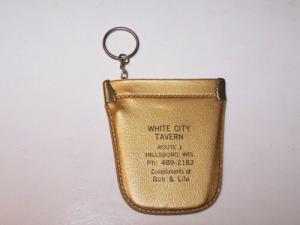 WHITE CITY
TAVERN
ROUTE 1
HILLSBORO, WIS.
PH: 489-2183
Compliments of
Bob & Lila